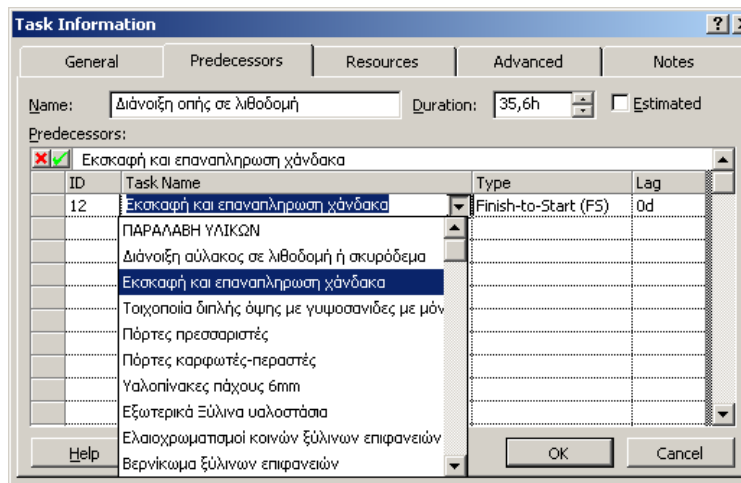 Task Information
General Predecessors Resources Advanced Notes
Name: Διάνοιξη οπής σε λιθοδομή Duration: 35,6h Estimated
Predecessors:
Εκσκαφή και επαναπληρωση χάνδακα
ID Task Name Type Lag
12 Εκσκαφή και επαναπληρωση χάνδακα Finish-to-Start (FS) 0d
ΠΑΡΑΛΑΒΗ ΥΛΙΚΩΝ
Διάνοιξη αύλακος σε λιθοδομή ή σκυρόδεμα
Εκσκαφή και επαναπληρωση χάνδακα
Τοιχοποιία διπλής όψης με γυψοσανιδες με μόν
Πόρτες πρεσσαριστές
Πόρτες καρφωτές-περαστές
Υαλοπίνακες πάχους 6mm
Εξωτερικά Ξύλινα υαλοστάσια
Ελαιοχρωματισμοί κοινών ξύλινων επιφανειών
Βερνίκωμα ξύλινων επιφανειών
Help OK Cancel